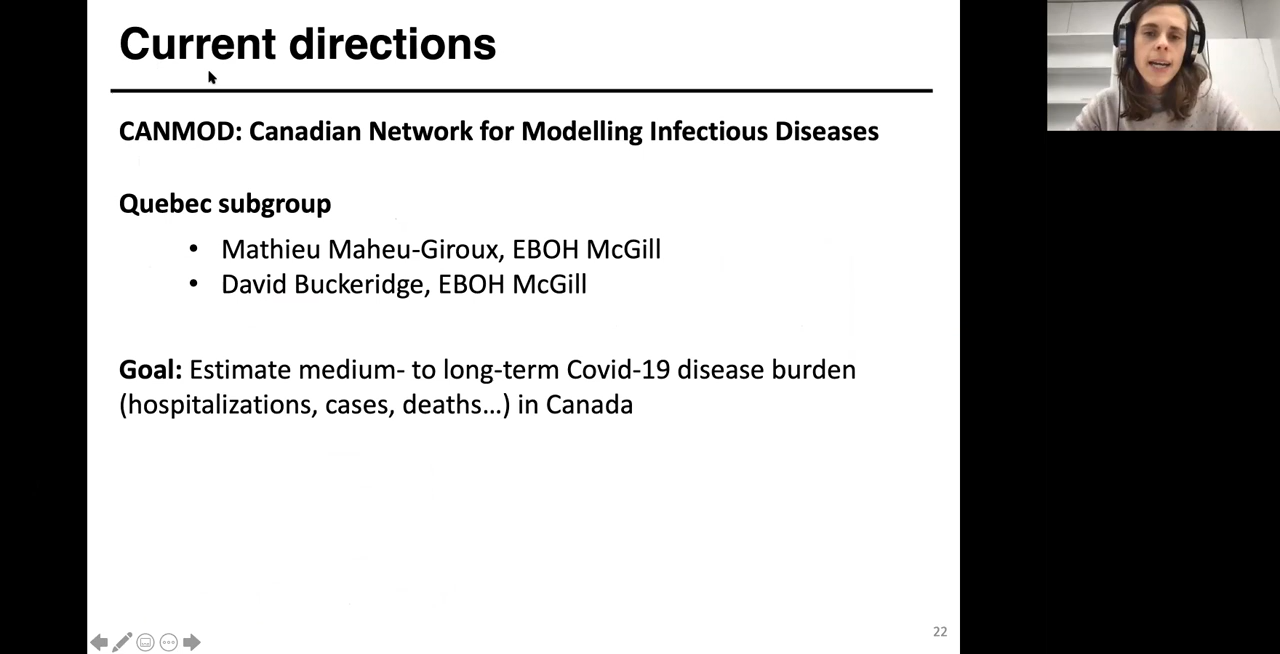 Current directions
CANMOD: Canadian Network for Modelling Infectious Diseases
Quebec subgroup
• Mathieu Maheu-Giroux, EBOH McGill
• David Buckeridge, EBOH McGill
Goal: Estimate medium- to long-term Covid-19 disease burden
(hospitalizations, cases, deaths...) in Canada
22